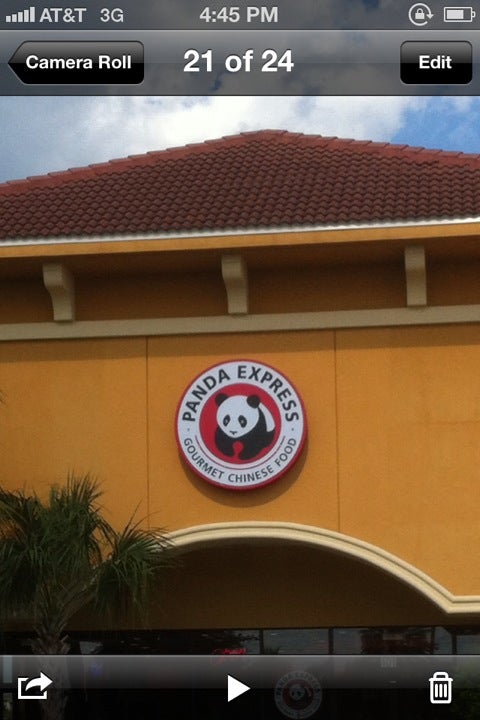 AT&T 3G 4:45 PM
Camera Roll 21 of 24 Edit
PANDA EXPRESS
GOURMET CHINESE FOOD